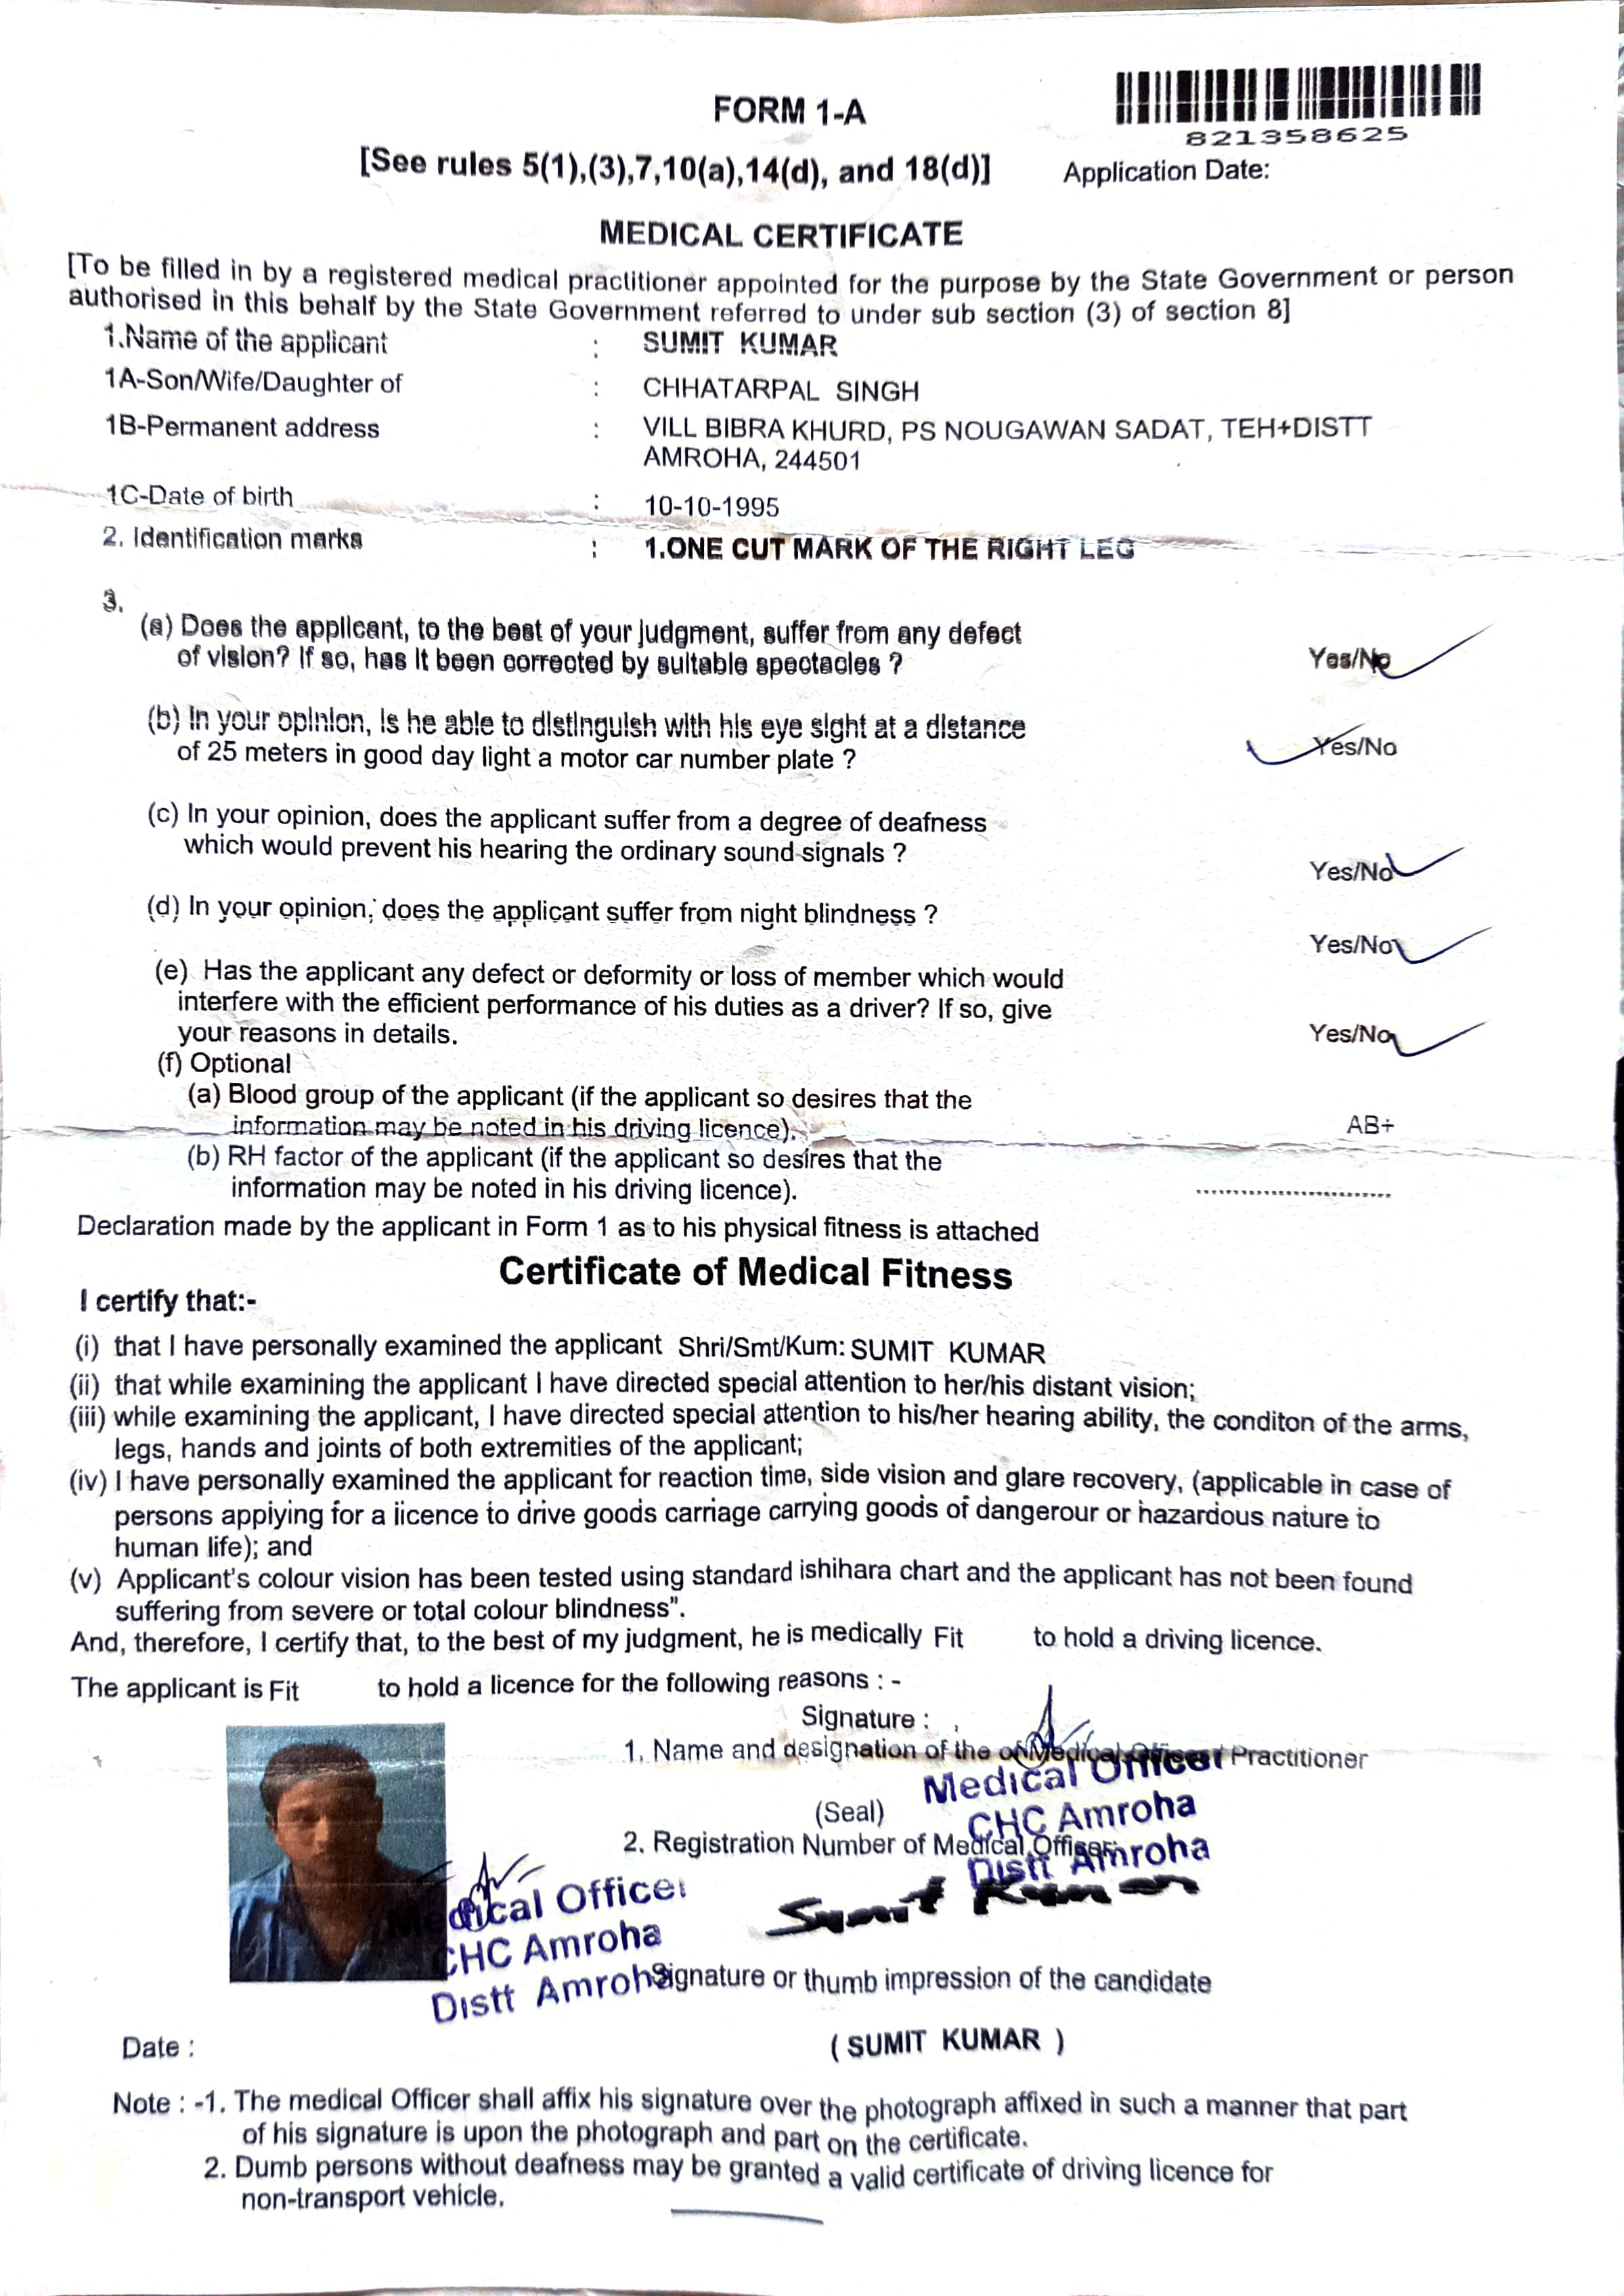 821358625
FORM 1-A
[See rules 5(1),(3),7,10(a),14(d), and 18(d)]
Application Date:
MEDICAL CERTIFICATE
[To be filled in by a registered medical practitioner appointed for the purpose by the State Government or person
authorised in this behalf by the State Government referred to under sub section (3) of section 8]
1.Name of the applicant : SUMIT KUMAR
1A-Son/Wife/Daughter of : CHHATARPAL SINGH
1B-Permanent address : VILL BIBRA KHURD, PS NOUGAWAN SADAT, TEH+DISTT
AMROHA, 244501
1C-Date of birth : 10-10-1995
2. Identification marks : 1.ONE CUT MARK OF THE RIGHT LEG
3.
(a) Does the applicant, to the best of your judgment, suffer from any defect
of vision? If so, has it been corrected by suitable spectacles ? Yes/No
(b) In your opinion, is he able to distinguish with his eye sight at a distance
of 25 meters in good day light a motor car number plate ? Yes/No
(c) In your opinion, does the applicant suffer from a degree of deafness
which would prevent his hearing the ordinary sound signals ? Yes/No
(d) In your opinion, does the applicant suffer from night blindness ?
Yes/No
(e) Has the applicant any defect or deformity or loss of member which would
interfere with the efficient performance of his duties as a driver? If so, give
your reasons in details. Yes/No
(f) Optional
(a) Blood group of the applicant (if the applicant so desires that the
information may be noted in his driving licence). AB+
(b) RH factor of the applicant (if the applicant so desires that the
information may be noted in his driving licence). ..........................
Declaration made by the applicant in Form 1 as to his physical fitness is attached
Certificate of Medical Fitness
I certify that:-
(i) that I have personally examined the applicant Shri/Smt/Kum: SUMIT KUMAR
(ii) that while examining the applicant I have directed special attention to her/his distant vision;
(iii) while examining the applicant, I have directed special attention to his/her hearing ability, the conditon of the arms,
legs, hands and joints of both extremities of the applicant;
(iv) I have personally examined the applicant for reaction time, side vision and glare recovery, (applicable in case of
persons applying for a licence to drive goods carriage carrying goods of dangerour or hazardous nature to
human life); and
(v) Applicant's colour vision has been tested using standard ishihara chart and the applicant has not been found
suffering from severe or total colour blindness".
And, therefore, I certify that, to the best of my judgment, he is medically Fit to hold a driving licence.
The applicant is Fit to hold a licence for the following reasons : -
Signature :
1. Name and designation of the of Medical Officer Practitioner
Medical Officer
(Seal)
CHC Amroha
2. Registration Number of Medical Officer
Distt Amroha
Sumit Kumar
Medical Officer
CHC Amroha
Distt Amroha
Signature or thumb impression of the candidate
( SUMIT KUMAR )
Date :
Note : -1. The medical Officer shall affix his signature over the photograph affixed in such a manner that part
of his signature is upon the photograph and part on the certificate.
2. Dumb persons without deafness may be granted a valid certificate of driving licence for
non-transport vehicle.